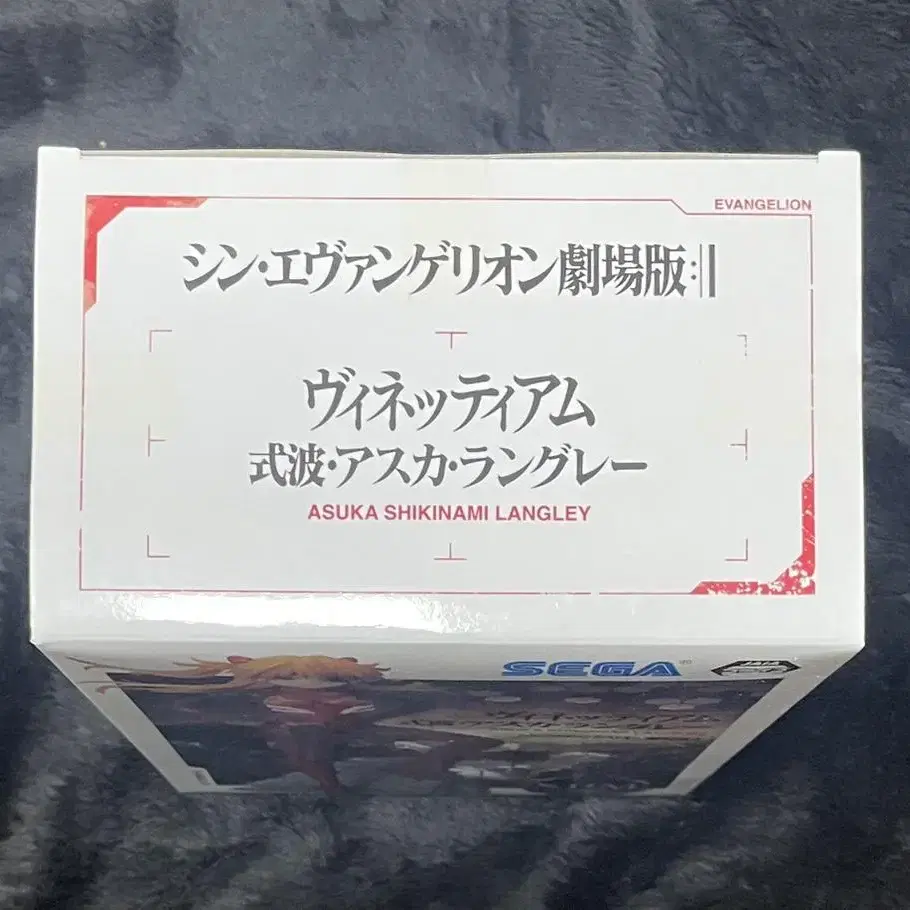 EVANGELION
シン・エヴァンゲリオン劇場版:||
ヴィネッティアム
式波・アスカ・ラングレー
ASUKA SHIKINAMI LANGLEY
SEGA®
JAIA